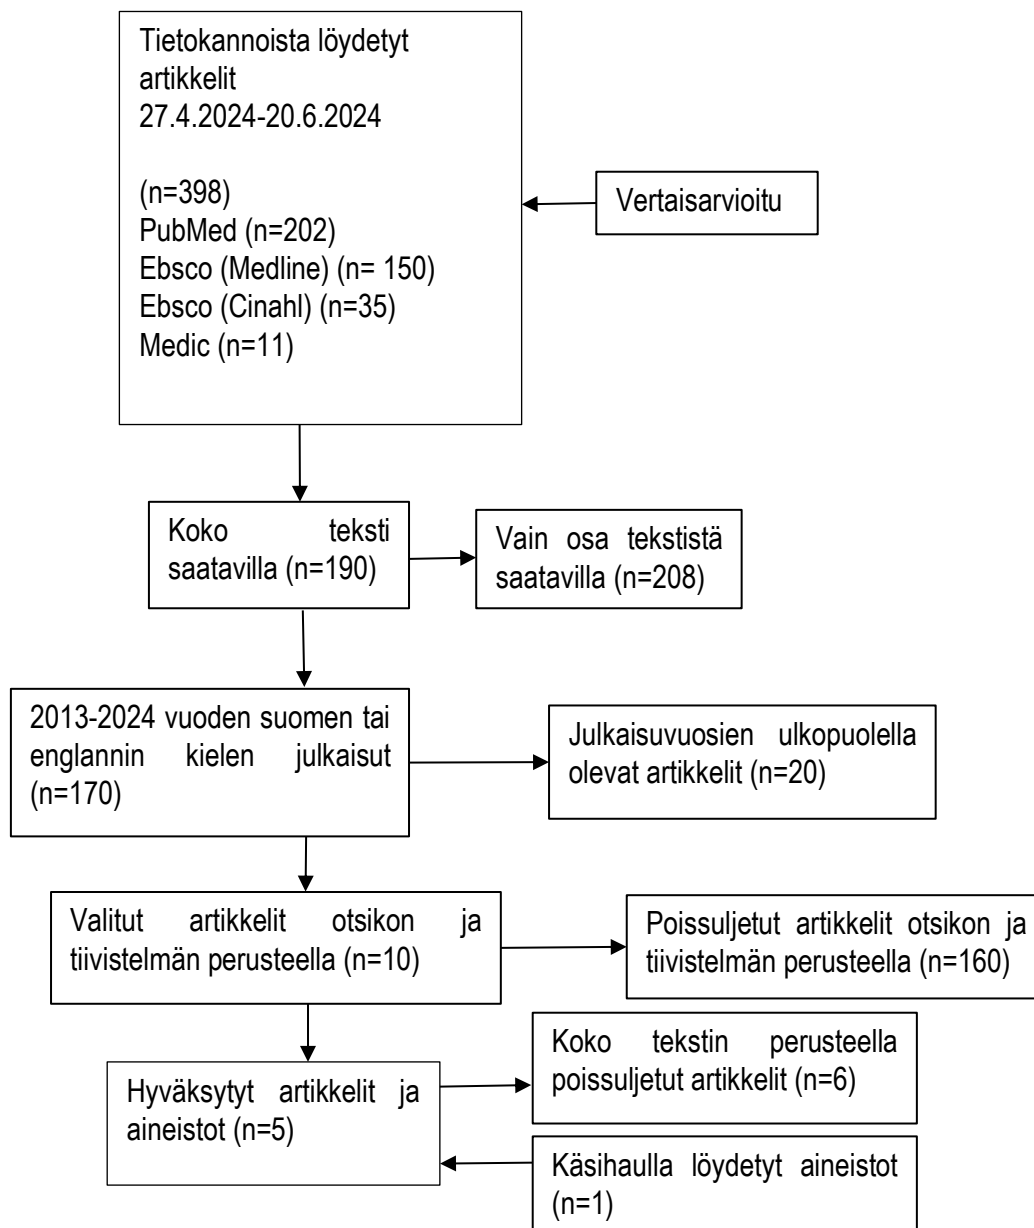 Tietokannoista löydetyt
artikkelit
27.4.2024-20.6.2024
(n=398)
PubMed (n=202)
Ebsco (Medline) (n= 150)
Ebsco (Cinahl) (n=35)
Medic (n=11)
Vertaisarvioitu
Koko teksti
saatavilla (n=190)
Vain osa tekstistä
saatavilla (n=208)
2013-2024 vuoden suomen tai
englannin kielen julkaisut
(n=170)
Julkaisuvuosien ulkopuolella
olevat artikkelit (n=20)
Valitut artikkelit otsikon ja
tiivistelmän perusteella (n=10)
Poissuljetut artikkelit otsikon ja
tiivistelmän perusteella (n=160)
Hyväksytyt artikkelit ja
aineistot (n=5)
Koko tekstin perusteella
poissuljetut artikkelit (n=6)
Käsihaulla löydetyt aineistot
(n=1)